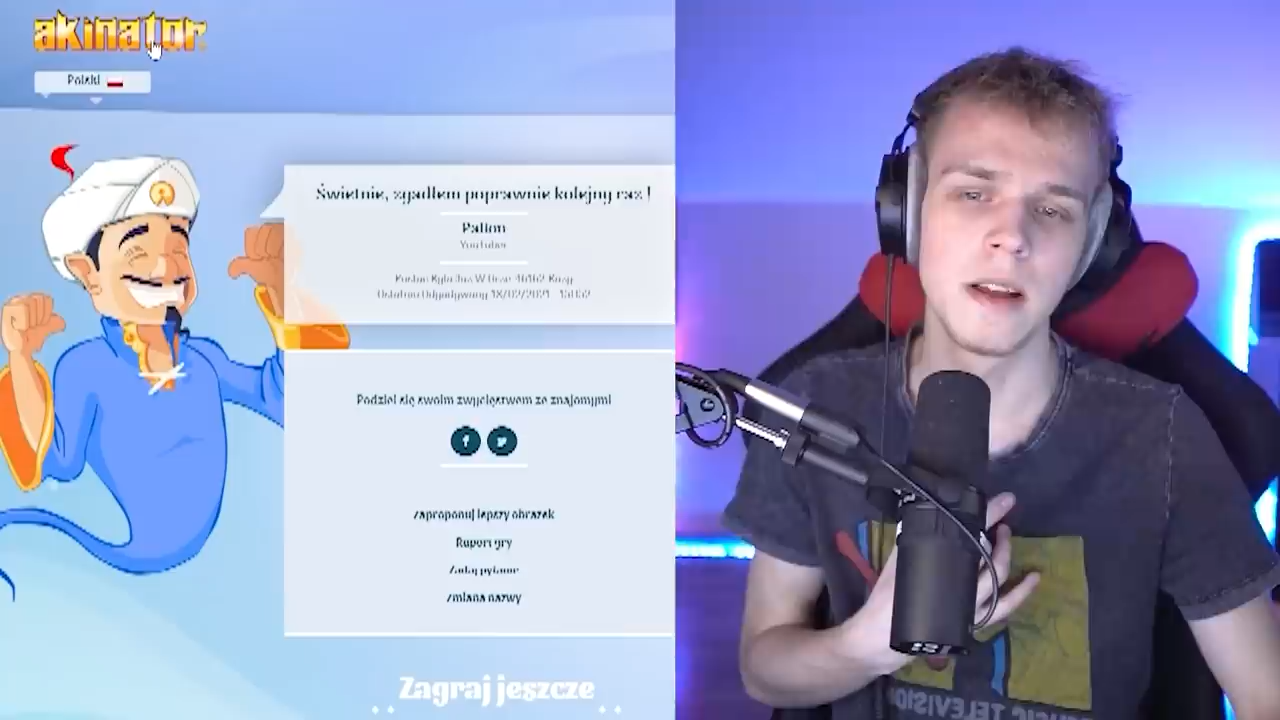 akinator
Polski
Świetnie, zgadłem poprawnie kolejny raz !
Palion
Youtuber
Podziel się swoim zwycięstwem ze znajomymi
Zaproponuj lepszy obrazek
Raport gry
Zadaj pytanie
Zmiana nazwy
Zagraj jeszcze